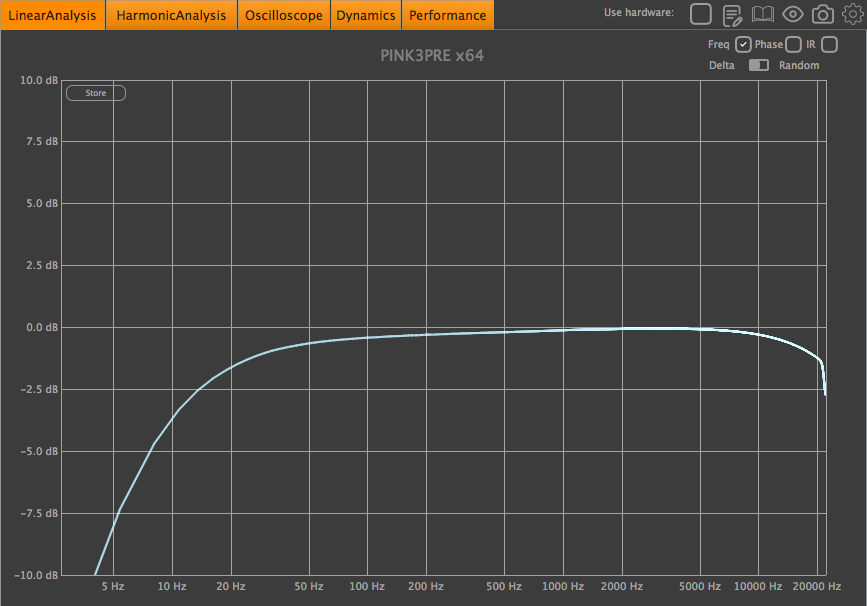 LinearAnalysis HarmonicAnalysis Oscilloscope Dynamics Performance Use hardware:
Freq Phase IR
PINK3PRE x64
Delta Random
10.0 dB
Store
7.5 dB
5.0 dB
2.5 dB
0.0 dB
-2.5 dB
-5.0 dB
-7.5 dB
-10.0 dB
5 Hz 10 Hz 20 Hz 50 Hz 100 Hz 200 Hz 500 Hz 1000 Hz 2000 Hz 5000 Hz 10000 Hz 20000 Hz